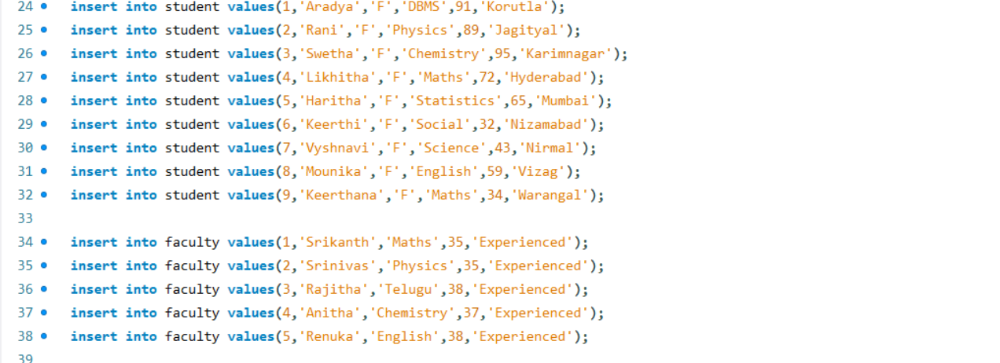 24 insert into student values(1,'Aradya','F','DBMS',91,'Korutla');
25 insert into student values(2,'Rani','F','Physics',89,'Jagityal');
26 insert into student values(3,'Swetha','F','Chemistry',95,'Karimnagar');
27 insert into student values(4,'Likhitha','F','Maths',72,'Hyderabad');
28 insert into student values(5,'Haritha','F','Statistics',65,'Mumbai');
29 insert into student values(6,'Keerthi','F','Social',32,'Nizamabad');
30 insert into student values(7,'Vyshnavi','F','Science',43,'Nirmal');
31 insert into student values(8,'Mounika','F','English',59,'Vizag');
32 insert into student values(9,'Keerthana','F','Maths',34,'Warangal');
33
34 insert into faculty values(1,'Srikanth','Maths',35,'Experienced');
35 insert into faculty values(2,'Srinivas','Physics',35,'Experienced');
36 insert into faculty values(3,'Rajitha','Telugu',38,'Experienced');
37 insert into faculty values(4,'Anitha','Chemistry',37,'Experienced');
38 insert into faculty values(5,'Renuka','English',38,'Experienced');
39